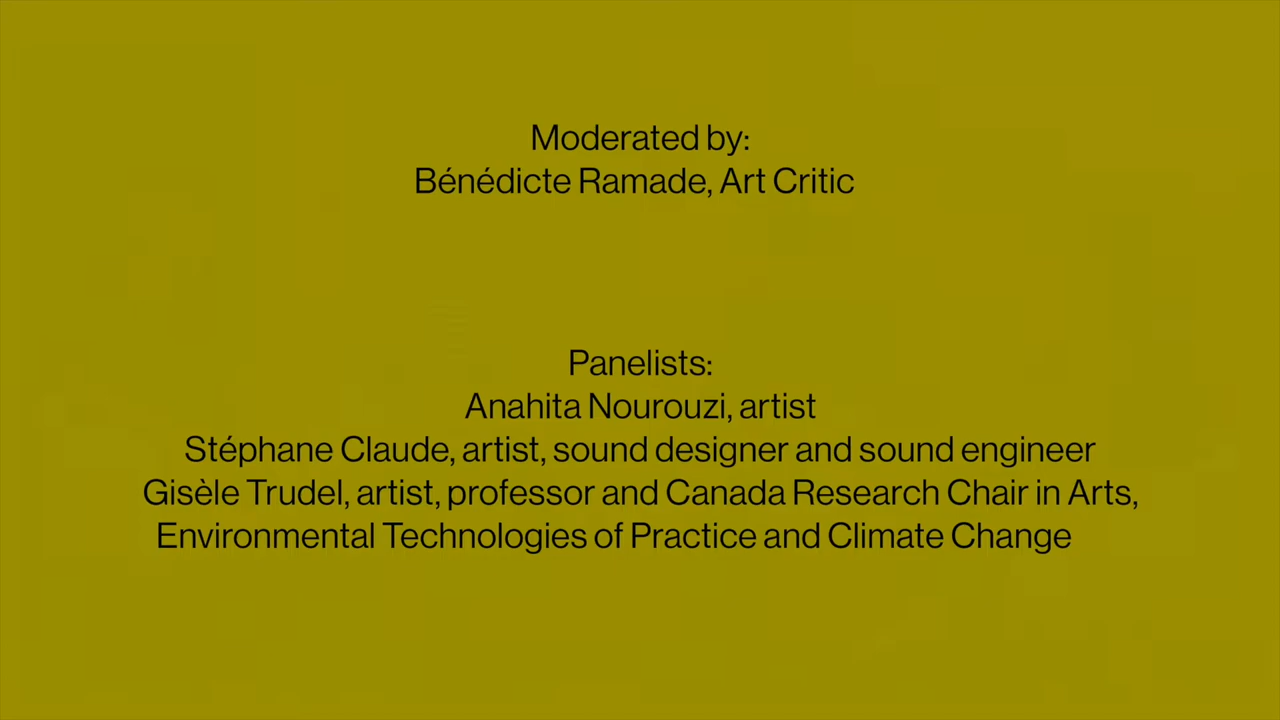 Moderated by:
Bénédicte Ramade, Art Critic
Panelists:
Anahita Nourouzi, artist
Stéphane Claude, artist, sound designer and sound engineer
Gisèle Trudel, artist, professor and Canada Research Chair in Arts,
Environmental Technologies of Practice and Climate Change